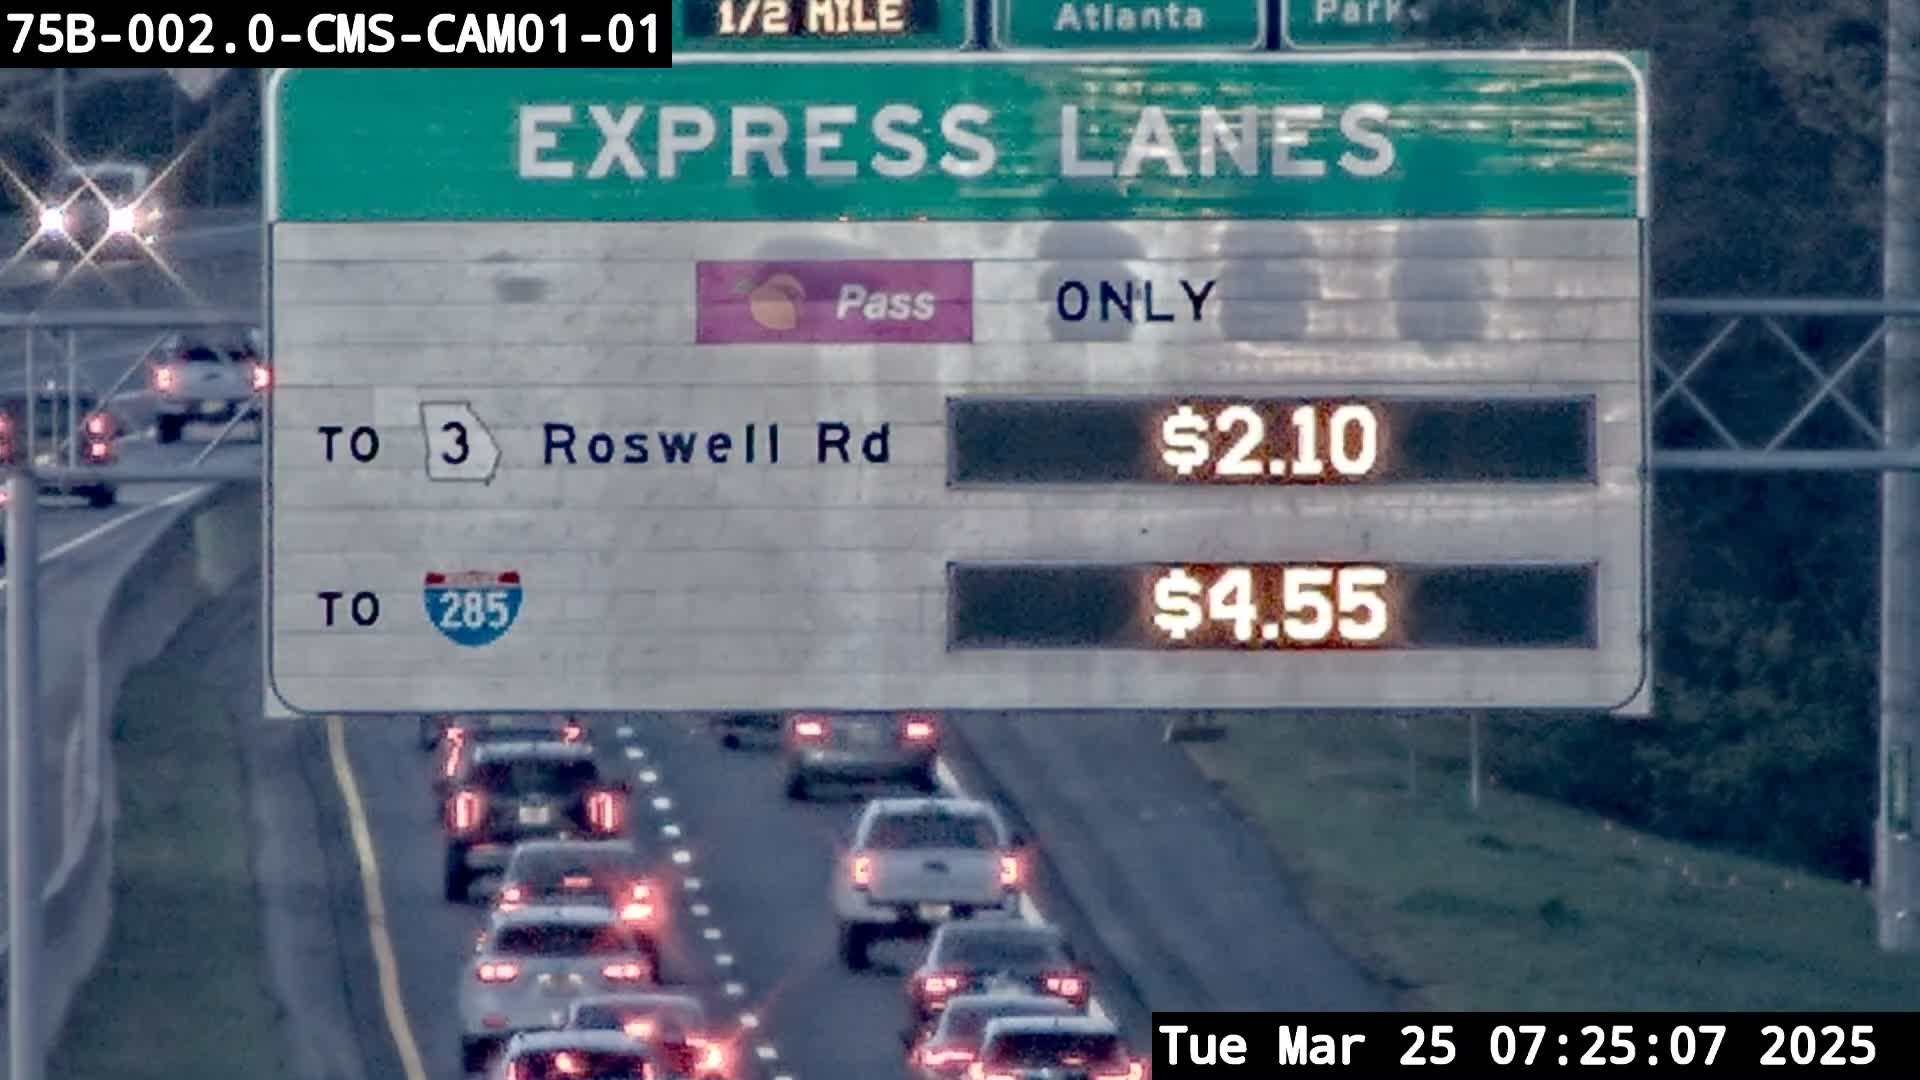 75B-002.0-CMS-CAM01-01
1/2 MILE
Atlanta
EXPRESS LANES
Pass ONLY
TO 3 Roswell Rd $2.10
TO 285 $4.55
Tue Mar 25 07:25:07 2025